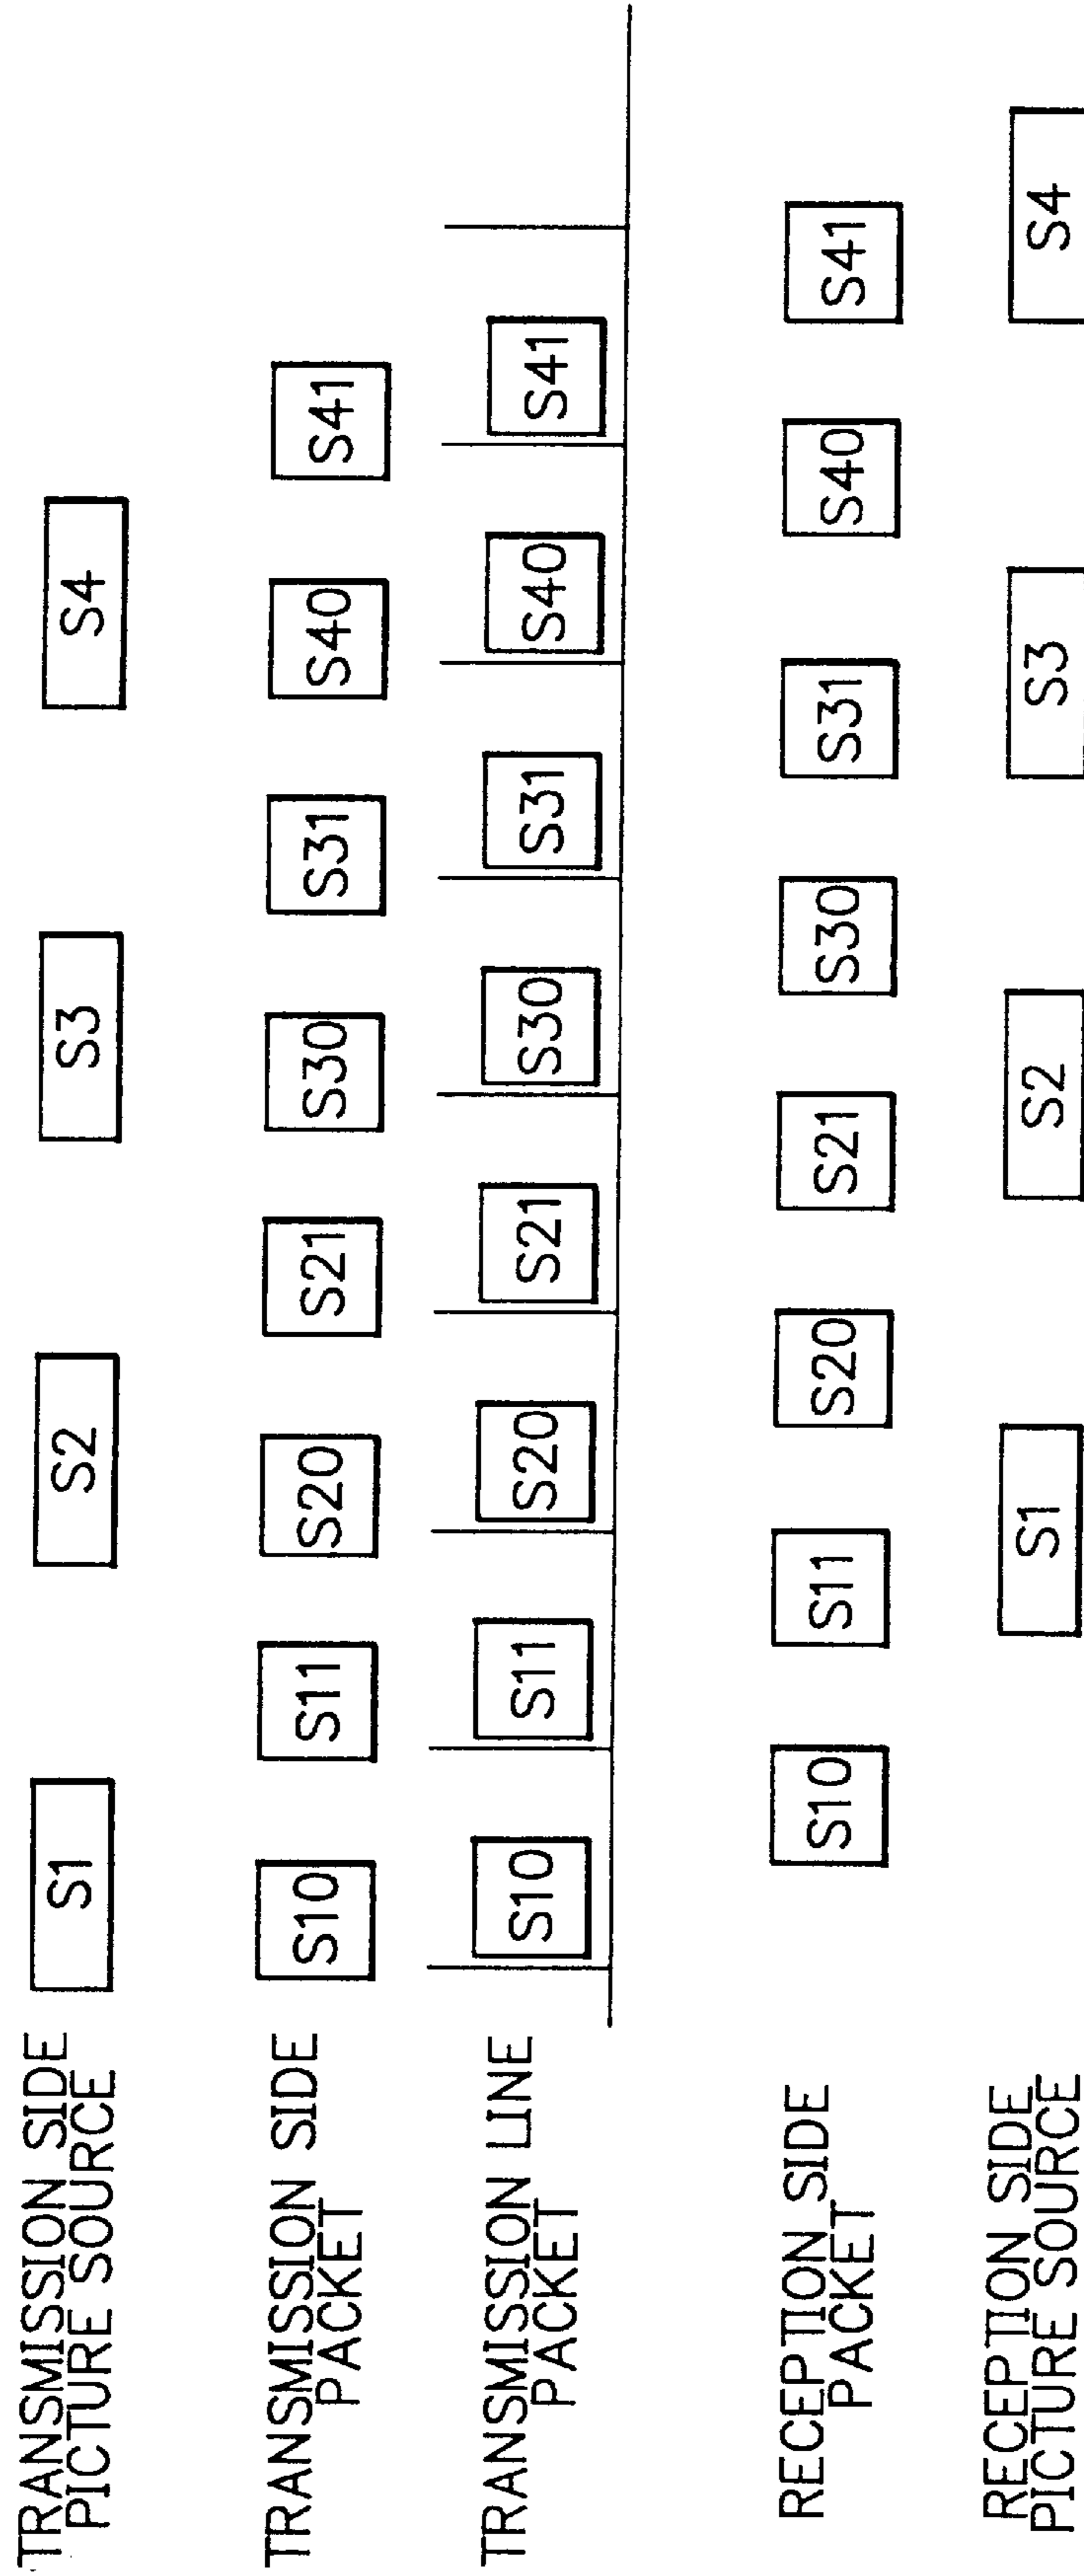 TRANSMISSION SIDE
PICTURE SOURCE
S1 S2 S3 S4
TRANSMISSION SIDE
PACKET
S10 S11 S20 S21 S30 S31 S40 S41
TRANSMISSION LINE
PACKET
S10 S11 S20 S21 S30 S31 S40 S41
RECEPTION SIDE
PACKET
S10 S11 S20 S21 S30 S31 S40 S41
RECEPTION SIDE
PICTURE SOURCE
S1 S2 S3 S4